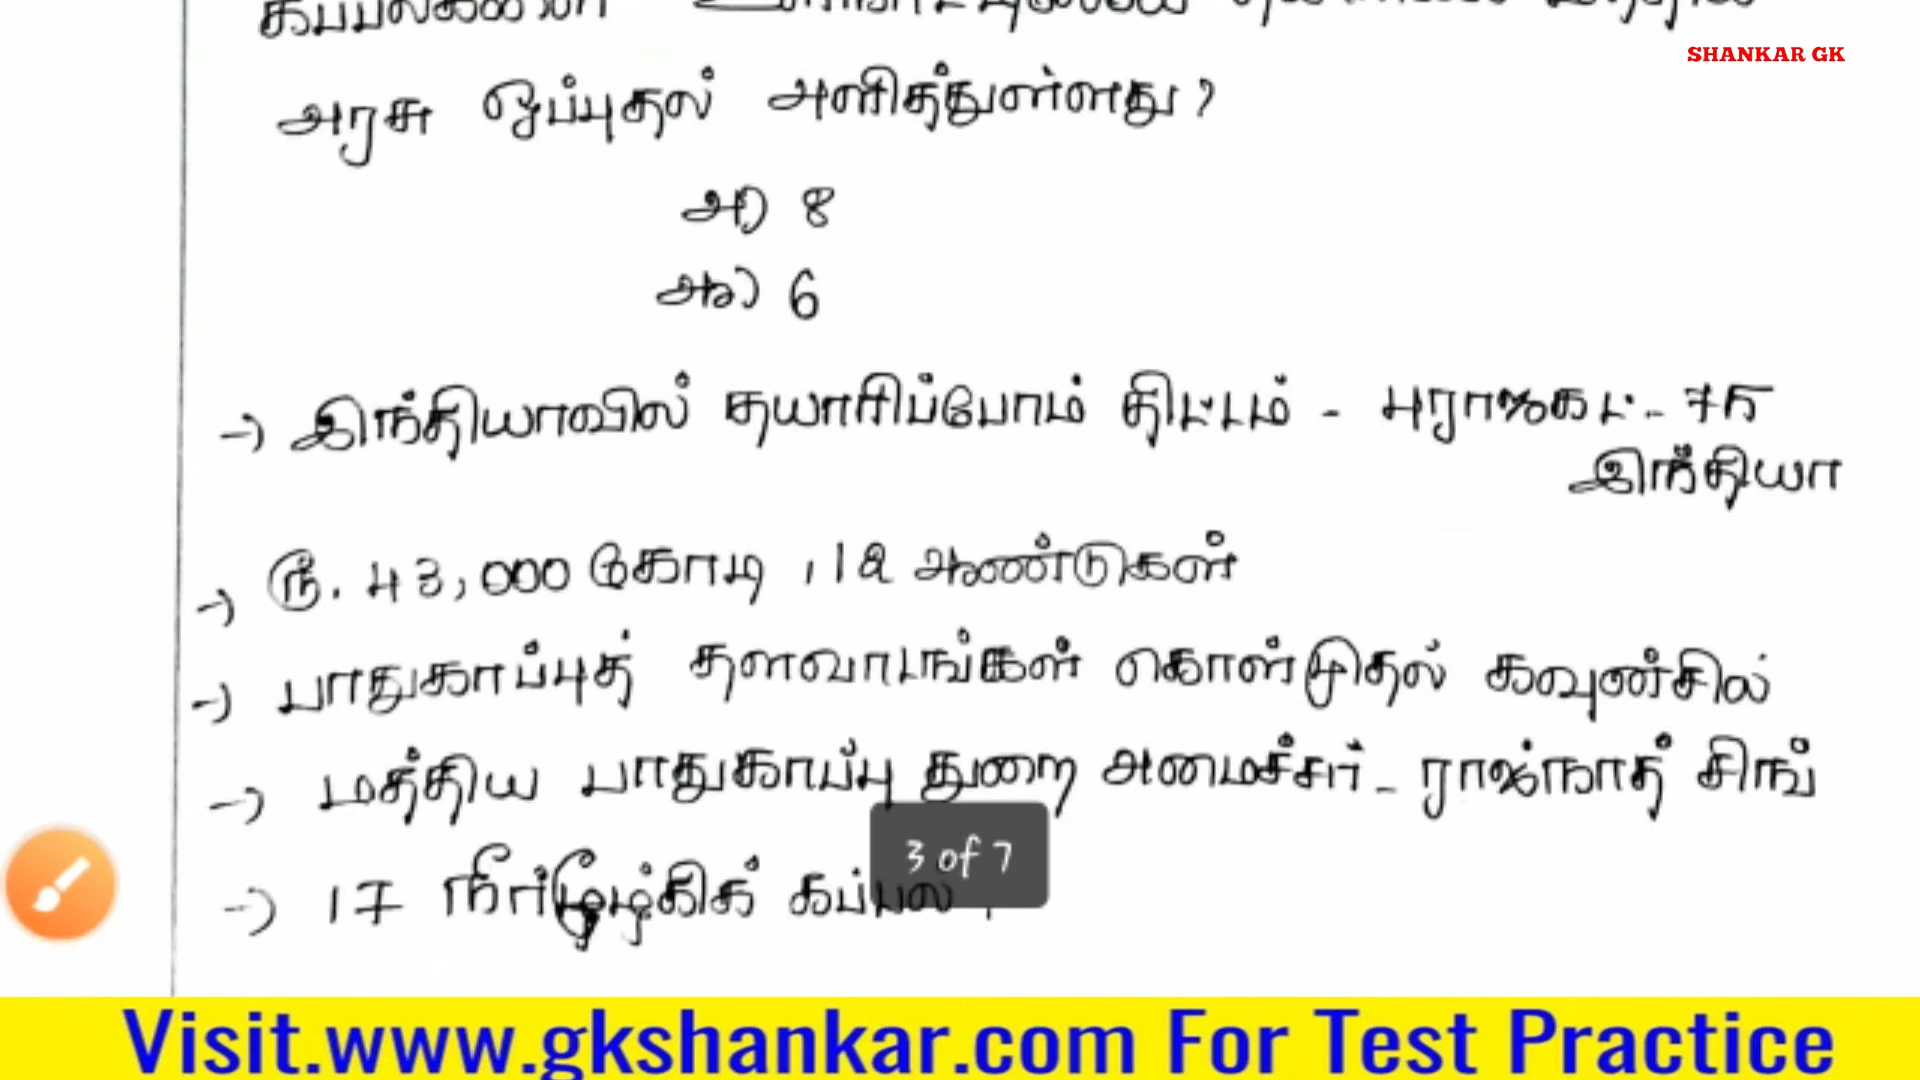 SHANKAR GK
அரசு ஒப்புதல் அளித்துள்ளது?
அ) 8
ஆ) 6
→ இந்தியாவில் தயாரிப்போம் திட்டம் - புராஜகட்-75
இந்தியா
→ ரூ. 43,000 கோடி, 12 ஆண்டுகள்
→ பாதுகாப்புத் தளவாடங்கள் கொள்முதல் கவுன்சில்
→ மத்திய பாதுகாப்பு துறை அமைச்சர் - ராஜ்நாத் சிங்
3 of 7
→ 17 நீர்மூழ்கிக் கப்பல்
Visit.www.gkshankar.com For Test Practice